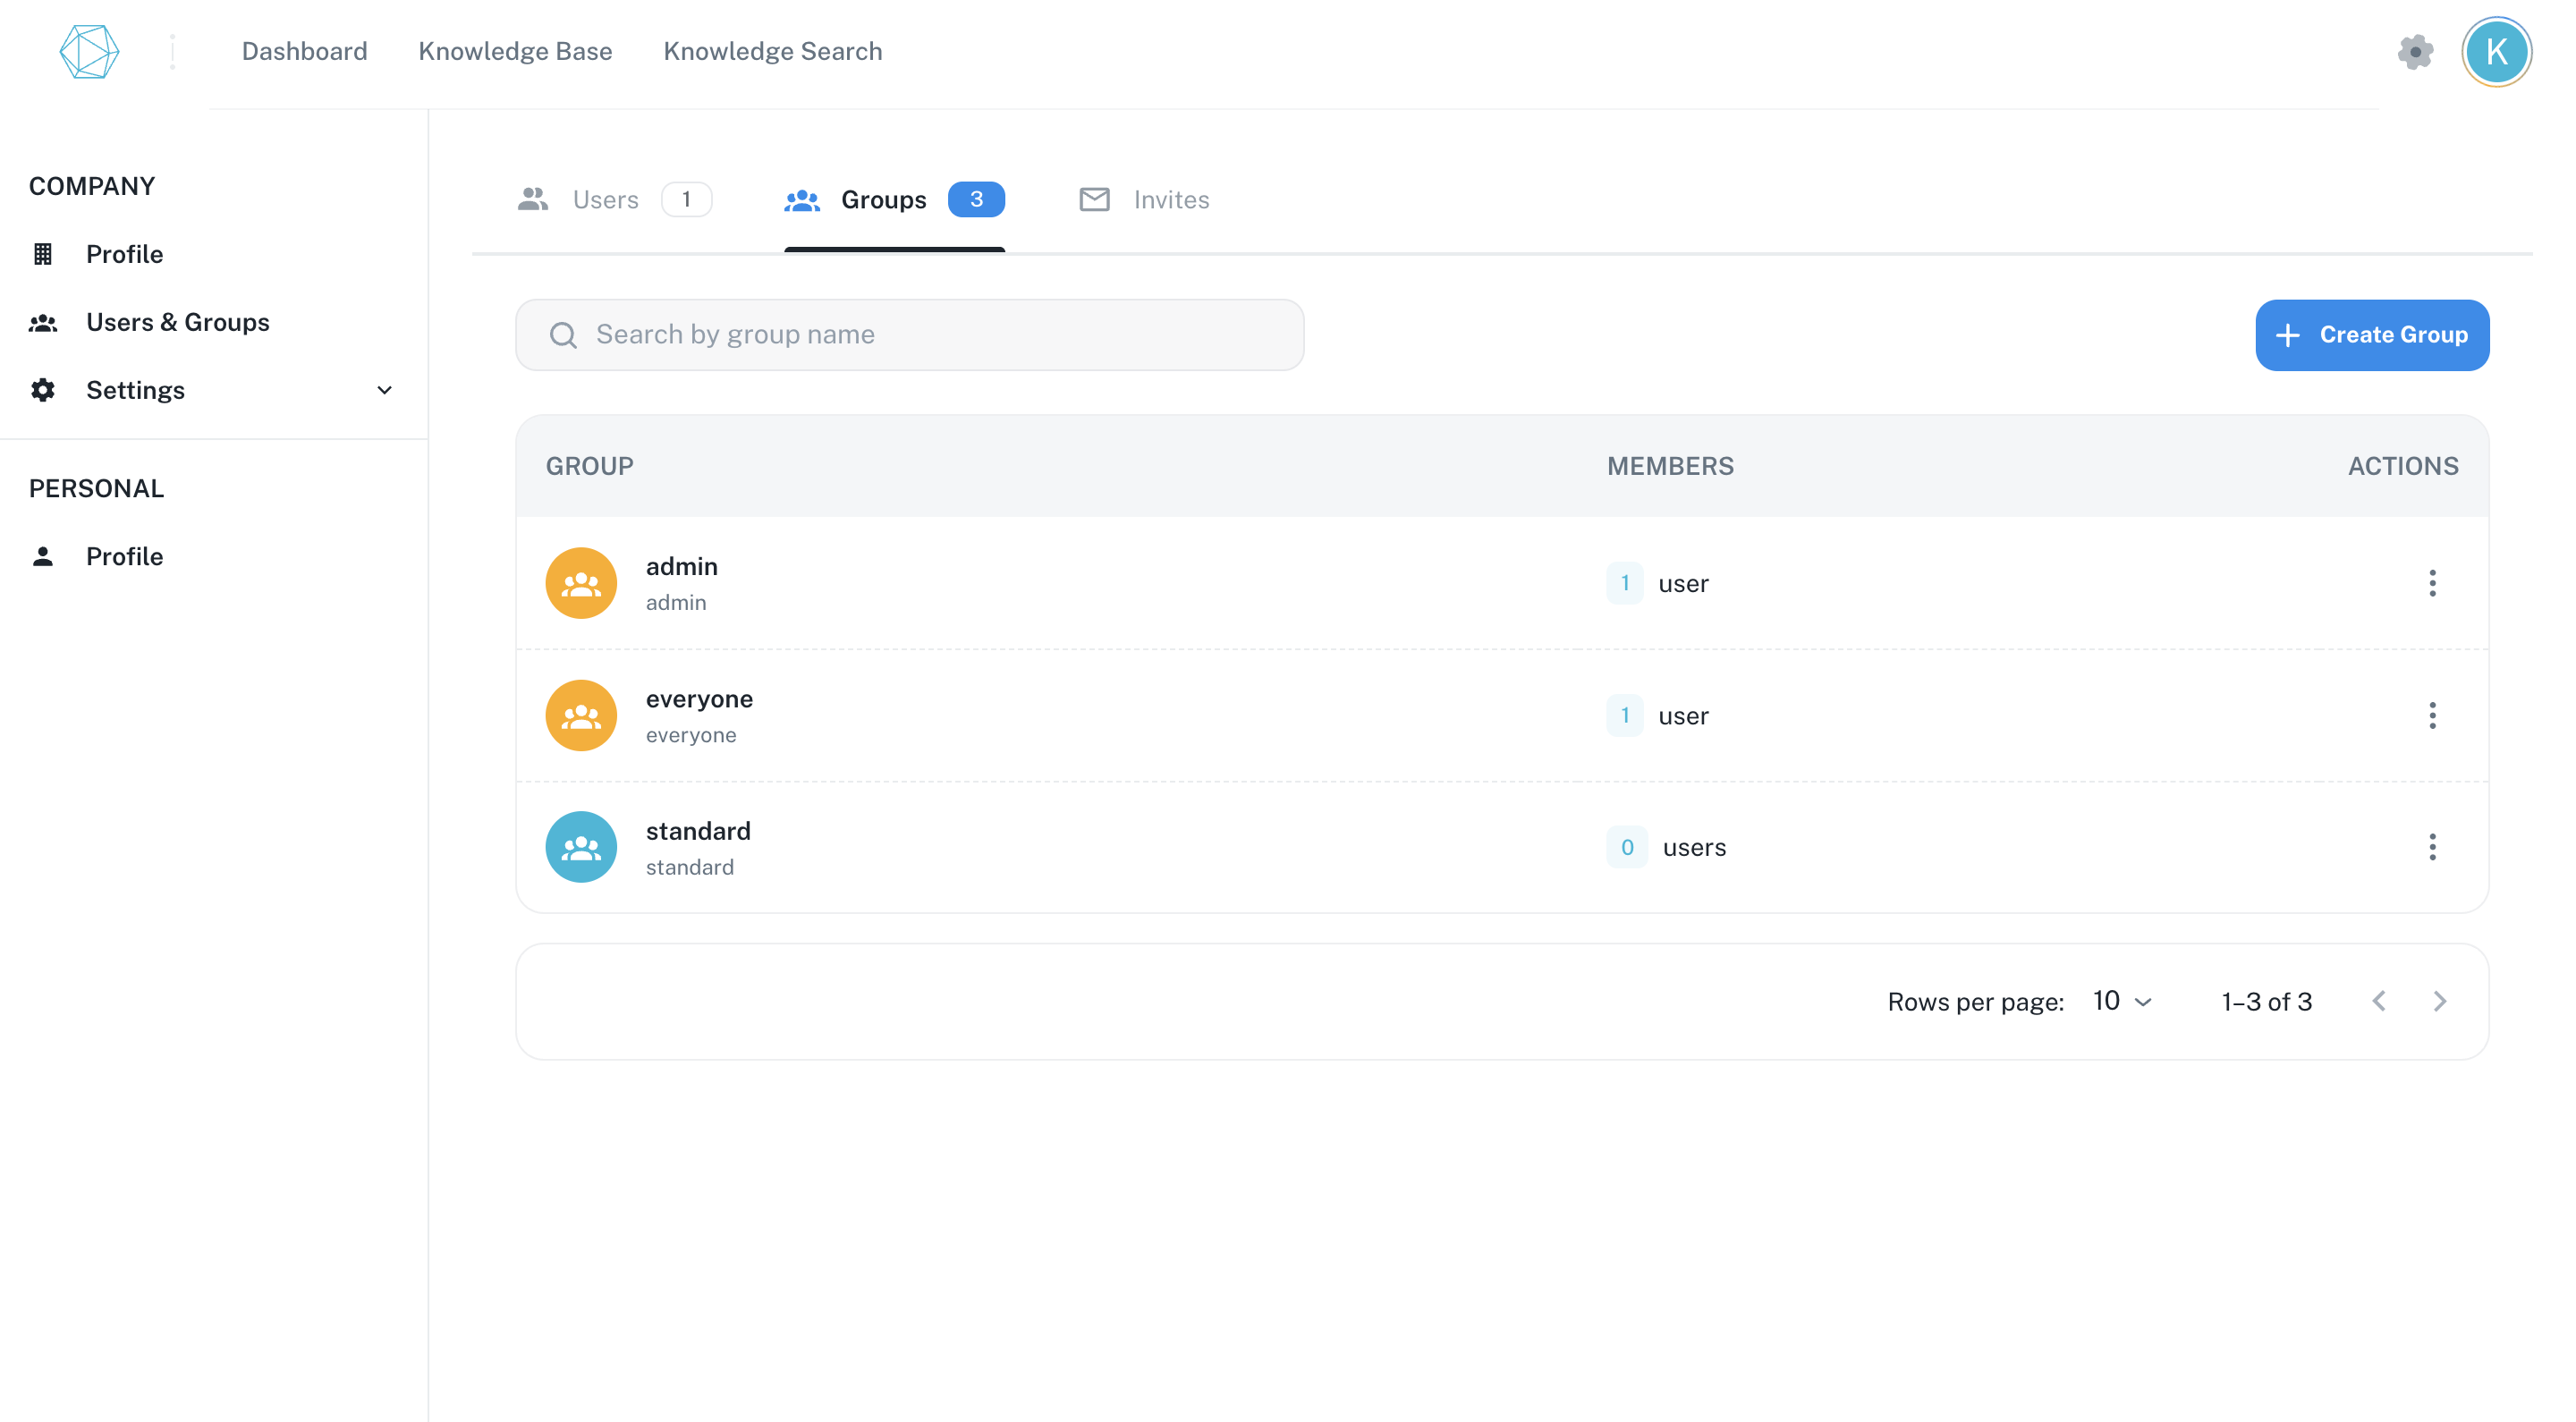 Dashboard Knowledge Base Knowledge Search K
COMPANY
Profile
Users & Groups
Settings
PERSONAL
Profile
Users 1 Groups 3 Invites
Search by group name
Create Group
GROUP MEMBERS ACTIONS
admin
admin
1 user
everyone
everyone
1 user
standard
standard
0 users
Rows per page: 10 1–3 of 3